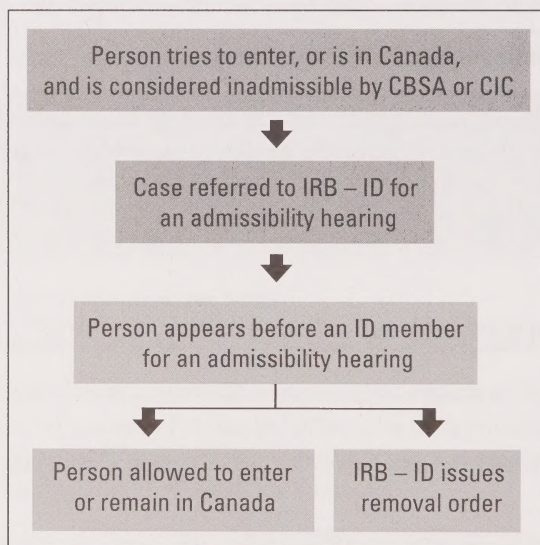 Person tries to enter, or is in Canada,
and is considered inadmissible by CBSA or CIC
Case referred to IRB – ID for
an admissibility hearing
Person appears before an ID member
for an admissibility hearing
Person allowed to enter
or remain in Canada
IRB – ID issues
removal order